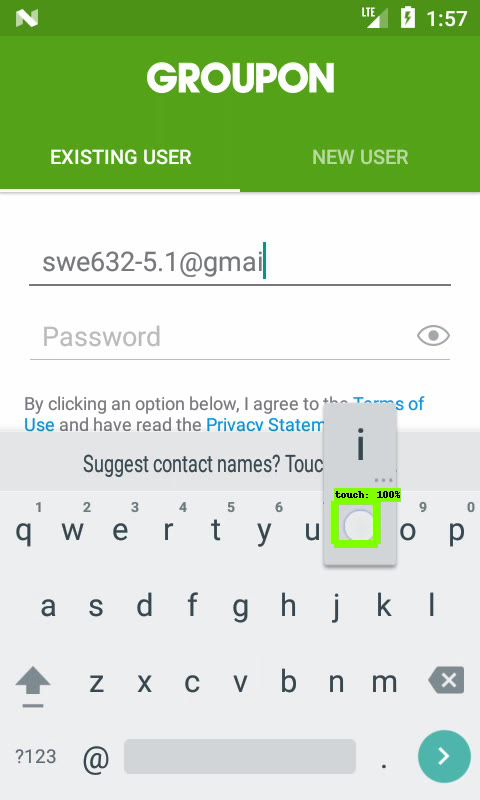 LTE 1:57
GROUPON
EXISTING USER NEW USER
swe632-5.1@gmai
Password
By clicking an option below, I agree to the Terms of
Use and have read the Privacy Statem
Suggest contact names? Touc
i
...
touch: 100%
1 2 3 4 5 6 7 9 0
q w e r t y u o p
a s d f g h j k l
z x c v b n m
?123 @ .